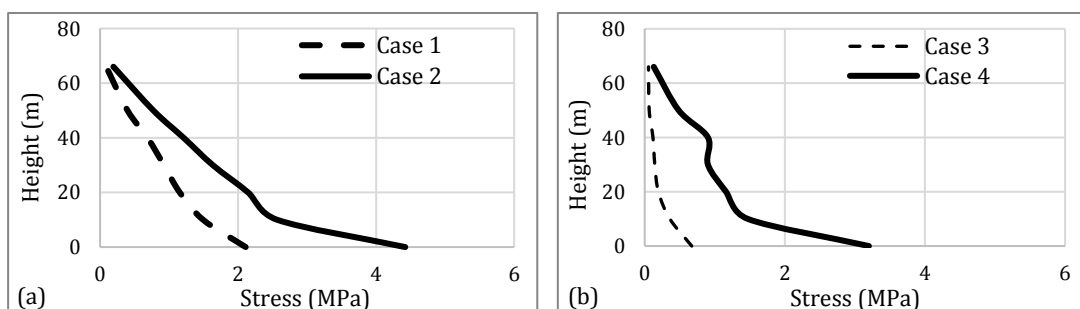 80
60
40
20
0
Height (m)
Case 1
Case 2
0 2 4 6
Stress (MPa)
(a)
80
60
40
20
0
Height (m)
Case 3
Case 4
0 2 4 6
Stress (MPa)
(b)